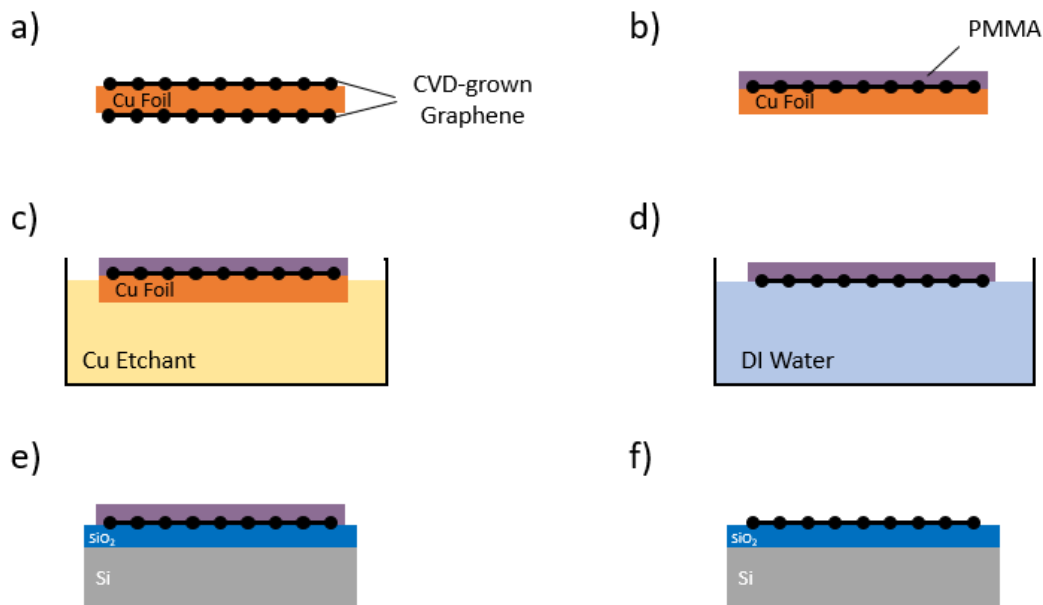 a)
Cu Foil
CVD-grown
Graphene
b)
PMMA
Cu Foil
c)
Cu Foil
Cu Etchant
d)
DI Water
e)
SiO₂
Si
f)
SiO₂
Si